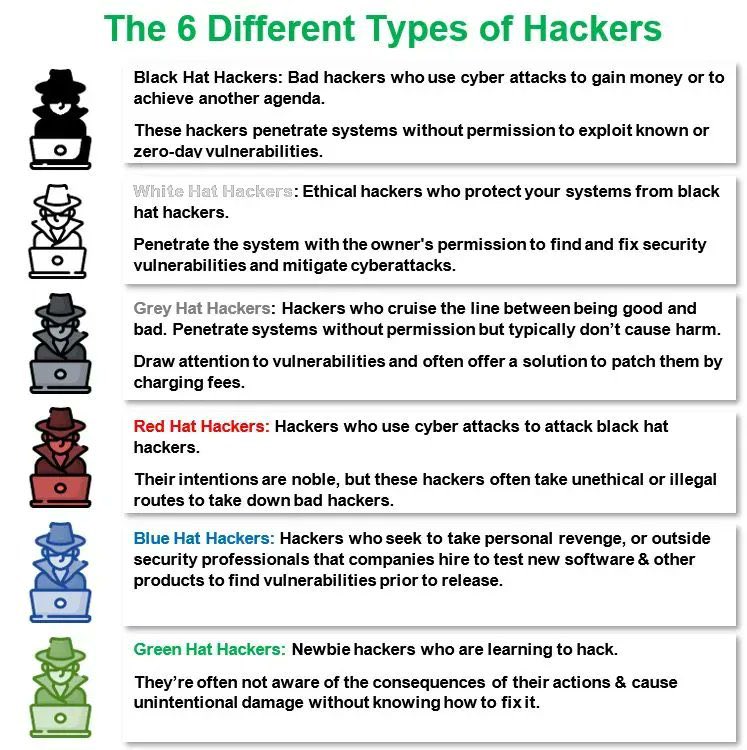 The 6 Different Types of Hackers
Black Hat Hackers: Bad hackers who use cyber attacks to gain money or to
achieve another agenda.
These hackers penetrate systems without permission to exploit known or
zero-day vulnerabilities.
White Hat Hackers: Ethical hackers who protect your systems from black
hat hackers.
Penetrate the system with the owner's permission to find and fix security
vulnerabilities and mitigate cyberattacks.
Grey Hat Hackers: Hackers who cruise the line between being good and
bad. Penetrate systems without permission but typically don’t cause harm.
Draw attention to vulnerabilities and often offer a solution to patch them by
charging fees.
Red Hat Hackers: Hackers who use cyber attacks to attack black hat
hackers.
Their intentions are noble, but these hackers often take unethical or illegal
routes to take down bad hackers.
Blue Hat Hackers: Hackers who seek to take personal revenge, or outside
security professionals that companies hire to test new software & other
products to find vulnerabilities prior to release.
Green Hat Hackers: Newbie hackers who are learning to hack.
They’re often not aware of the consequences of their actions & cause
unintentional damage without knowing how to fix it.